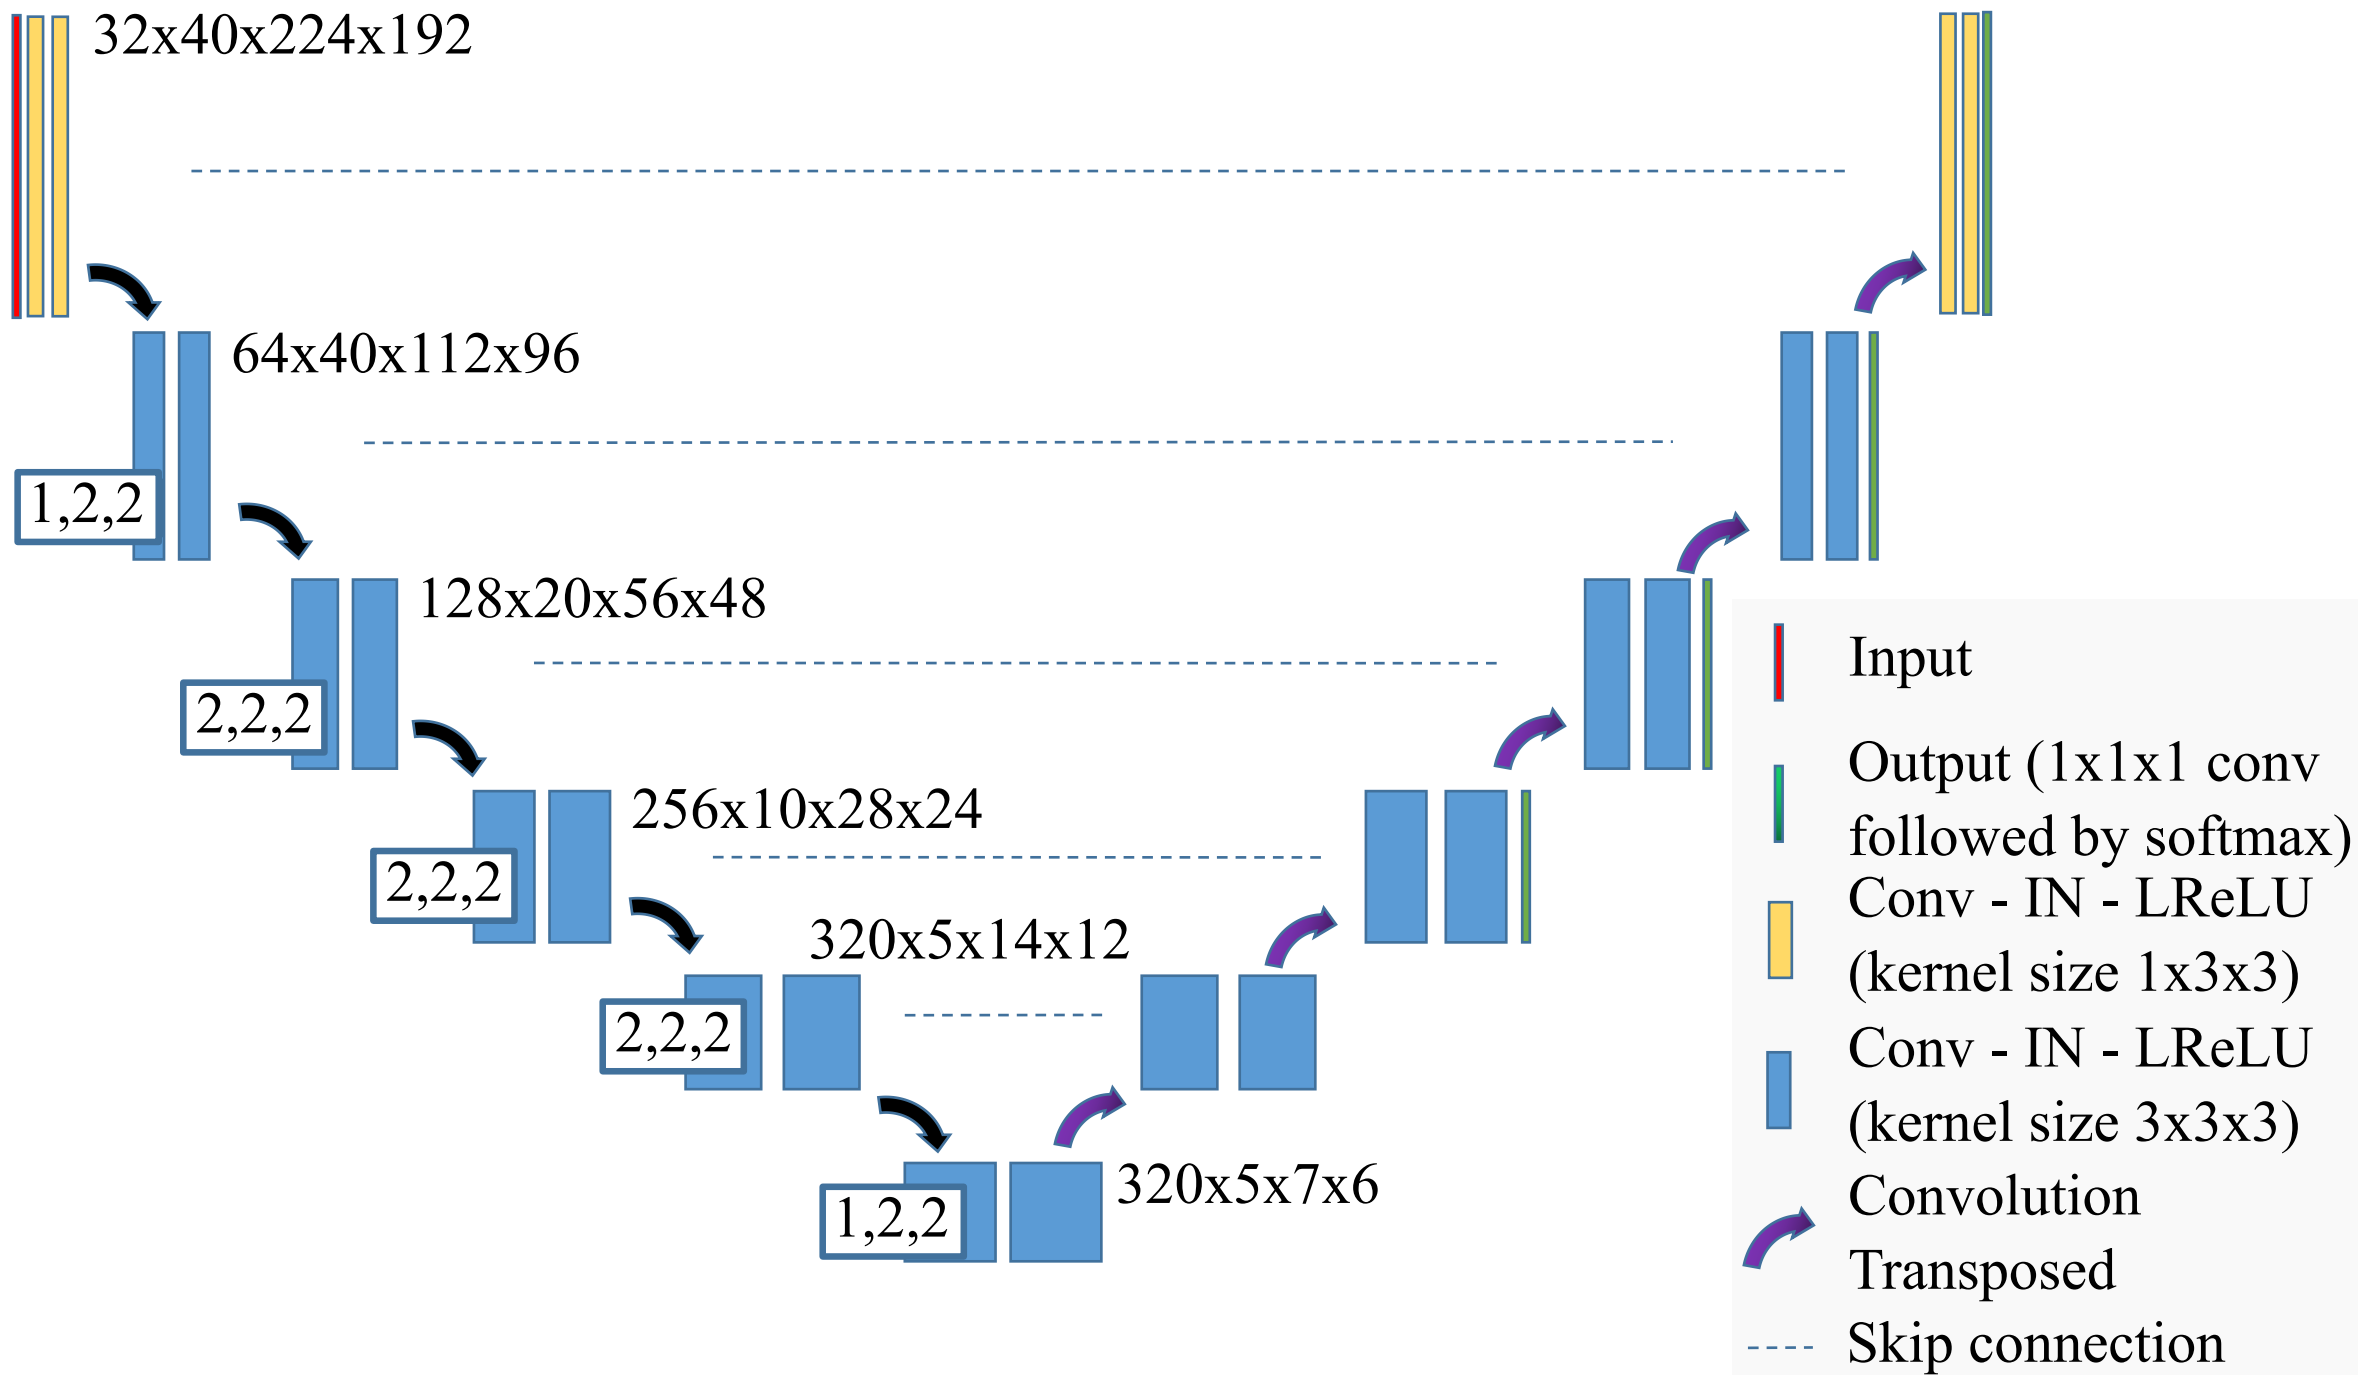 32x40x224x192
64x40x112x96
1,2,2
128x20x56x48
2,2,2
256x10x28x24
2,2,2
320x5x14x12
2,2,2
320x5x7x6
1,2,2
Input
Output (1x1x1 conv
followed by softmax)
Conv - IN - LReLU
(kernel size 1x3x3)
Conv - IN - LReLU
(kernel size 3x3x3)
Convolution
Transposed
Skip connection